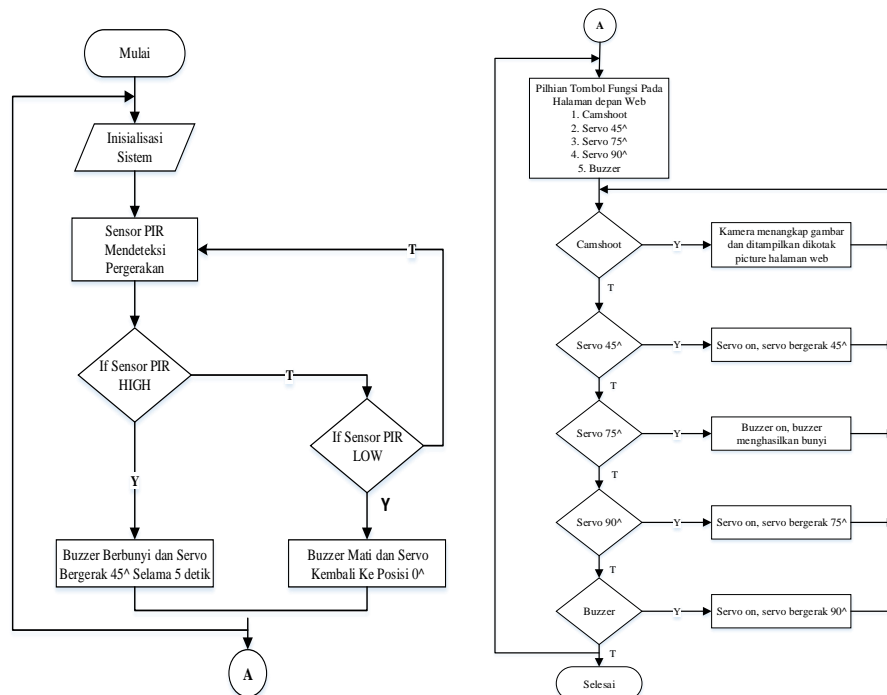 Mulai
Inisialisasi
Sistem
Sensor PIR
Mendeteksi
Pergerakan
T
If Sensor PIR
HIGH
T
If Sensor PIR
LOW
Y
Y
Buzzer Berbunyi dan Servo
Bergerak 45^ Selama 5 detik
Buzzer Mati dan Servo
Kembali Ke Posisi 0^
A
A
Pilhian Tombol Fungsi Pada
Halaman depan Web
1. Camshoot
2. Servo 45^
3. Servo 75^
4. Servo 90^
5. Buzzer
Camshoot
Y
Kamera menangkap gambar
dan ditampilkan dikotak
picture halaman web
T
Servo 45^
Y
Servo on, servo bergerak 45^
T
Servo 75^
Y
Buzzer on, buzzer
menghasilkan bunyi
T
Servo 90^
Y
Servo on, servo bergerak 75^
T
Buzzer
Y
Servo on, servo bergerak 90^
T
Selesai